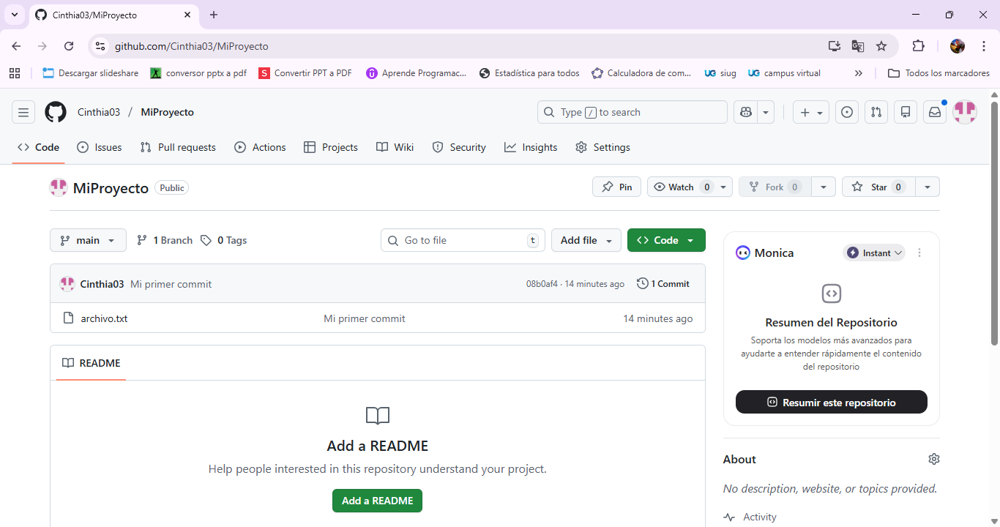 Cinthia03/MiProyecto
github.com/Cinthia03/MiProyecto
Descargar slideshare
conversor pptx a pdf
S Convertir PPT a PDF
Aprende Programac...
Estadística para todos
Calculadora de com...
UG siug
UG campus virtual
Todos los marcadores
Cinthia03 / MiProyecto
Type / to search
Code
Issues
Pull requests
Actions
Projects
Wiki
Security
Insights
Settings
MiProyecto Public
Pin
Watch 0
Fork 0
Star 0
main
1 Branch
0 Tags
Go to file t
Add file
Code
Cinthia03 Mi primer commit 08b0af4 · 14 minutes ago 1 Commit
archivo.txt Mi primer commit 14 minutes ago
README
Add a README
Help people interested in this repository understand your project.
Add a README
Monica
Instant
Resumen del Repositorio
Soporta los modelos más avanzados para
ayudarte a entender rápidamente el contenido
del repositorio
Resumir este repositorio
About
No description, website, or topics provided.
Activity